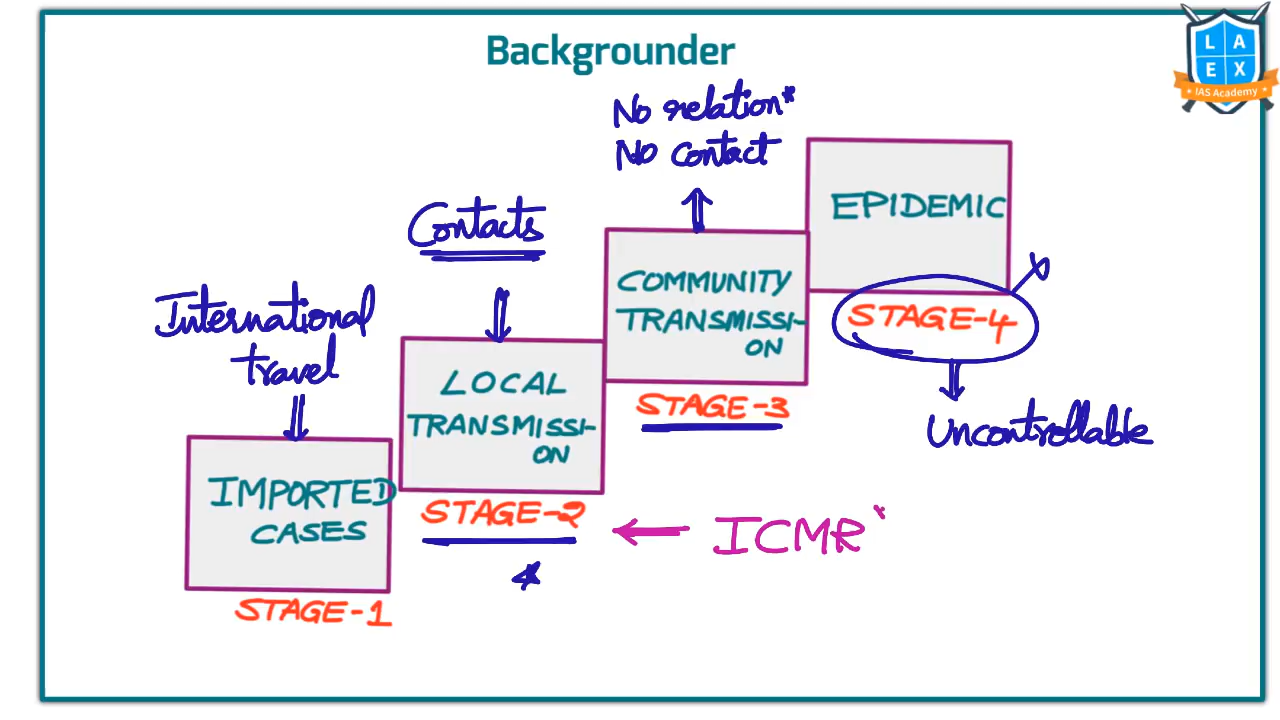 Backgrounder
L A
E X
IAS Academy
No relation*
No contact
EPIDEMIC
STAGE-4
Uncontrollable
COMMUNITY
TRANSMISSI-
ON
STAGE-3
Contacts
LOCAL
TRANSMISSI-
ON
STAGE-2
ICMR*
International
travel
IMPORTED
CASES
STAGE-1